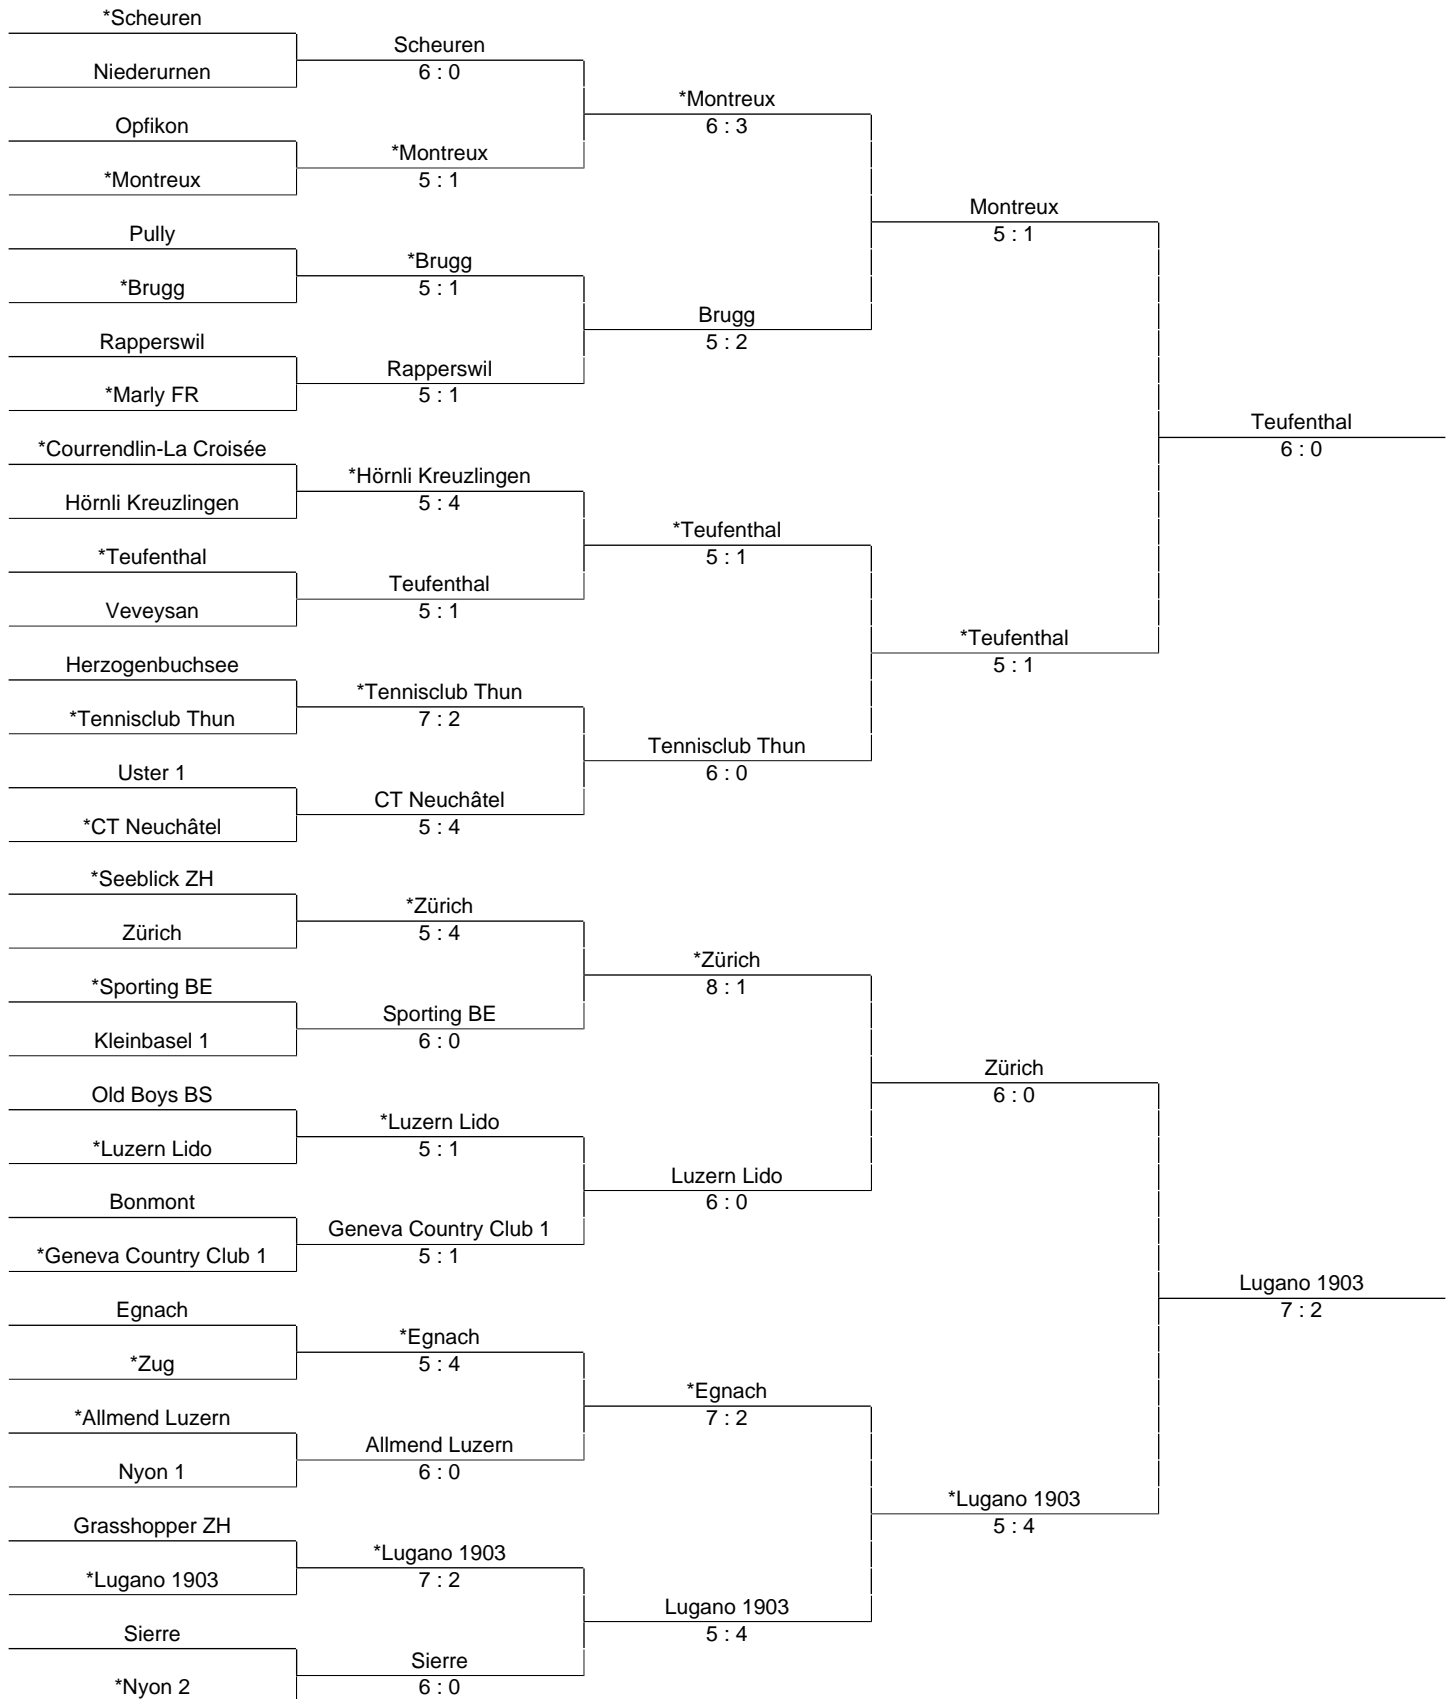 *Scheuren
Scheuren
Niederurnen
6 : 0
*Montreux
Opfikon
6 : 3
*Montreux
*Montreux
5 : 1
Montreux
Pully
5 : 1
*Brugg
*Brugg
5 : 1
Brugg
Rapperswil
5 : 2
Rapperswil
*Marly FR
5 : 1
Teufenthal
*Courrendlin-La Croisée
6 : 0
*Hörnli Kreuzlingen
Hörnli Kreuzlingen
5 : 4
*Teufenthal
*Teufenthal
5 : 1
Teufenthal
Veveysan
5 : 1
*Teufenthal
Herzogenbuchsee
5 : 1
*Tennisclub Thun
*Tennisclub Thun
7 : 2
Tennisclub Thun
Uster 1
6 : 0
CT Neuchâtel
*CT Neuchâtel
5 : 4
*Seeblick ZH
*Zürich
Zürich
5 : 4
*Zürich
*Sporting BE
8 : 1
Sporting BE
Kleinbasel 1
6 : 0
Zürich
Old Boys BS
6 : 0
*Luzern Lido
*Luzern Lido
5 : 1
Luzern Lido
Bonmont
6 : 0
Geneva Country Club 1
*Geneva Country Club 1
5 : 1
Lugano 1903
Egnach
7 : 2
*Egnach
*Zug
5 : 4
*Egnach
*Allmend Luzern
7 : 2
Allmend Luzern
Nyon 1
6 : 0
*Lugano 1903
Grasshopper ZH
5 : 4
*Lugano 1903
*Lugano 1903
7 : 2
Lugano 1903
Sierre
5 : 4
Sierre
*Nyon 2
6 : 0